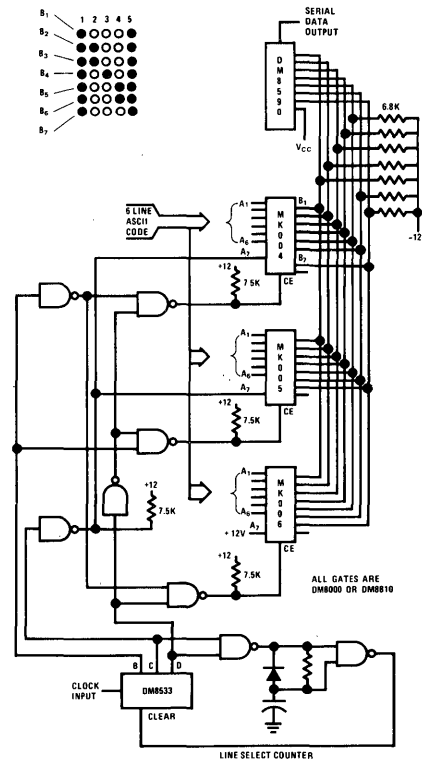 SERIAL
DATA
OUTPUT
B1
B2
B3
B4
B5
B6
B7
1 2 3 4 5
DM8590
VCC
6.8K
-12
6 LINE
ASCII
CODE
A1
A6
A7
MK004
B1
B7
CE
+12
7.5K
A1
A6
A7
MK005
CE
+12
7.5K
A1
A6
A7
+12V
MK006
CE
+12
7.5K
+12
7.5K
ALL GATES ARE
DM8000 OR DM8810
B C D
CLOCK
INPUT
DM8533
CLEAR
LINE SELECT COUNTER